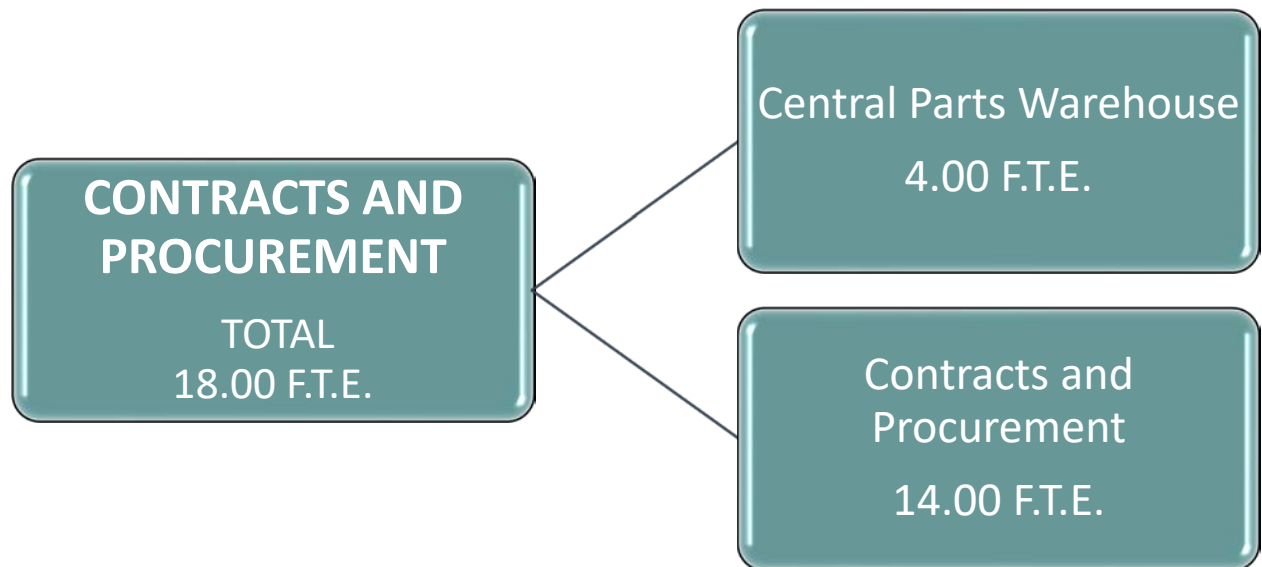 CONTRACTS AND
PROCUREMENT
TOTAL
18.00 F.T.E.
Central Parts Warehouse
4.00 F.T.E.
Contracts and
Procurement
14.00 F.T.E.